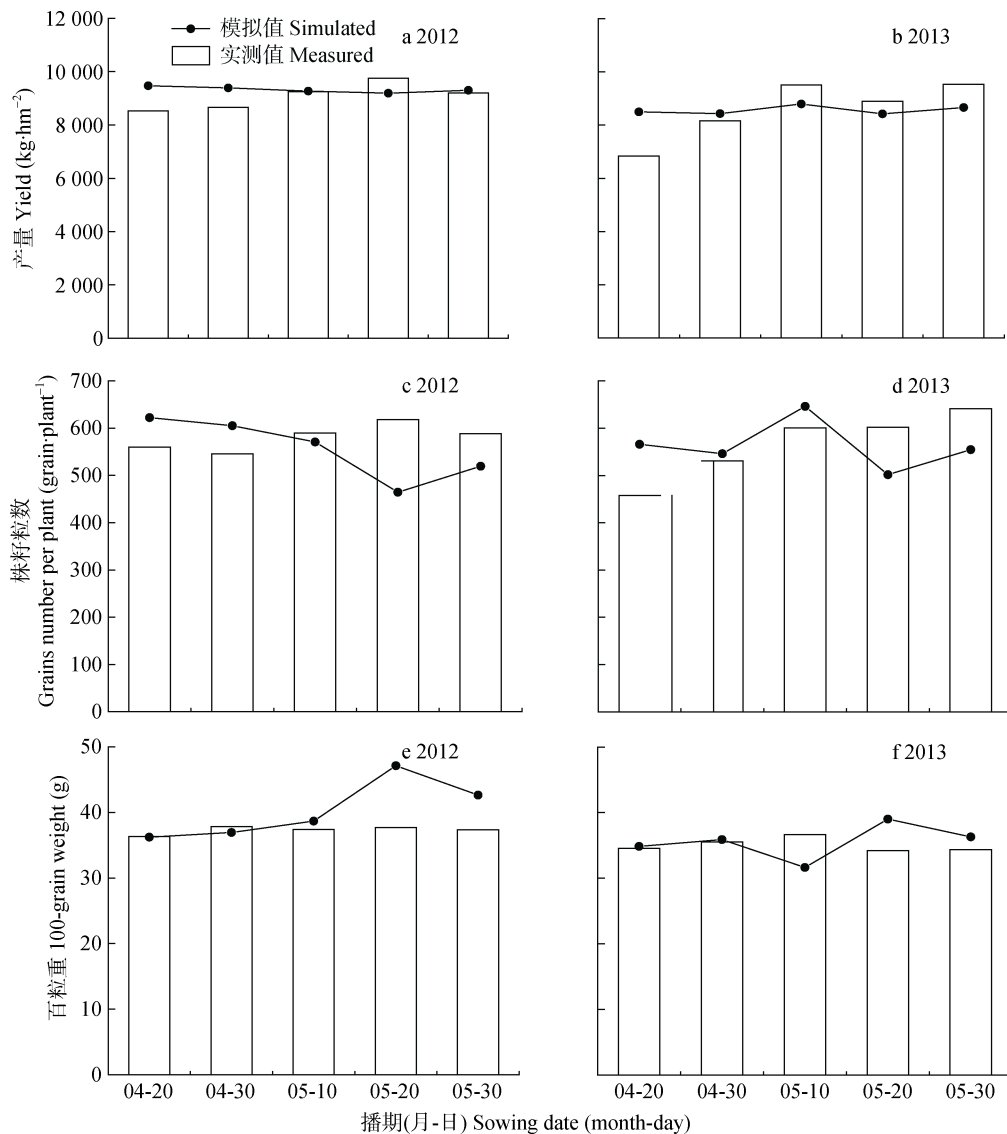 模拟值 Simulated
实测值 Measured
a 2012
12 000
10 000
8 000
6 000
4 000
2 000
0
产量 Yield (kg·hm⁻²)
b 2013
c 2012
700
600
500
400
300
200
100
0
株籽粒数
Grains number per plant (grain·plant⁻¹)
d 2013
e 2012
50
40
30
20
10
0
百粒重 100-grain weight (g)
f 2013
04-20 04-30 05-10 05-20 05-30
04-20 04-30 05-10 05-20 05-30
播期(月-日) Sowing date (month-day)